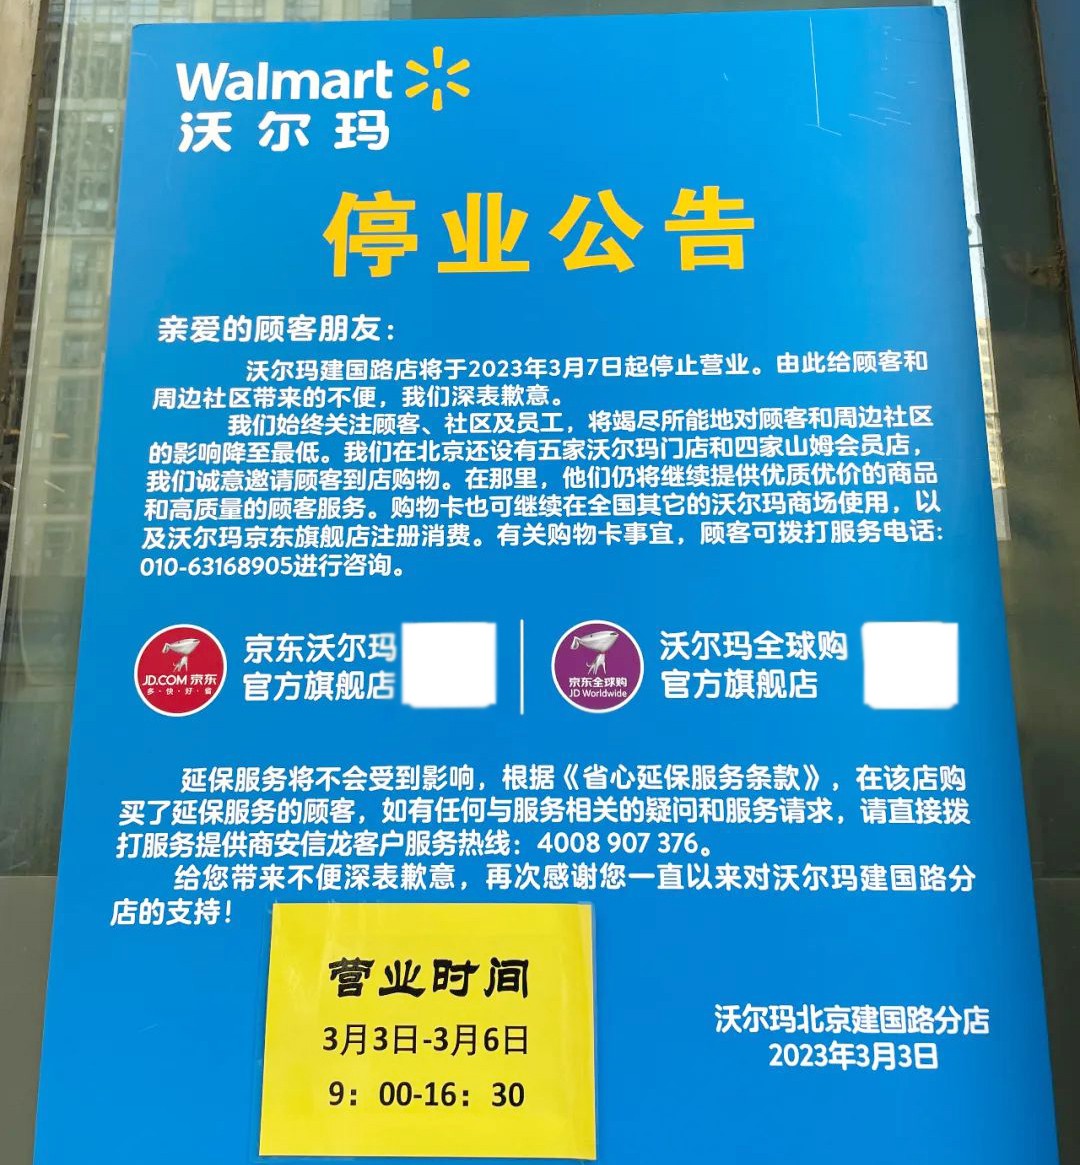 Walmart
沃尔玛
停业公告
亲爱的顾客朋友：
沃尔玛建国路店将于2023年3月7日起停止营业。由此给顾客和
周边社区带来的不便，我们深表歉意。
我们始终关注顾客、社区及员工，将竭尽所能地对顾客和周边社区
的影响降至最低。我们在北京还设有五家沃尔玛门店和四家山姆会员店，
我们诚意邀请顾客到店购物。在那里，他们仍将继续提供优质优价的商品
和高质量的顾客服务。购物卡也可继续在全国其它的沃尔玛商场使用，以
及沃尔玛京东旗舰店注册消费。有关购物卡事宜，顾客可拨打服务电话：
010-63168905进行咨询。
JD.COM 京东
多·快·好·省
京东沃尔玛
官方旗舰店
京东全球购
JD Worldwide
沃尔玛全球购
官方旗舰店
延保服务将不会受到影响，根据《省心延保服务条款》，在该店购
买了延保服务的顾客，如有任何与服务相关的疑问和服务请求，请直接拨
打服务提供商安信龙客户服务热线：4008 907 376。
给您带来不便深表歉意，再次感谢您一直以来对沃尔玛建国路分
店的支持！
营业时间
3月3日-3月6日
9：00-16：30
沃尔玛北京建国路分店
2023年3月3日